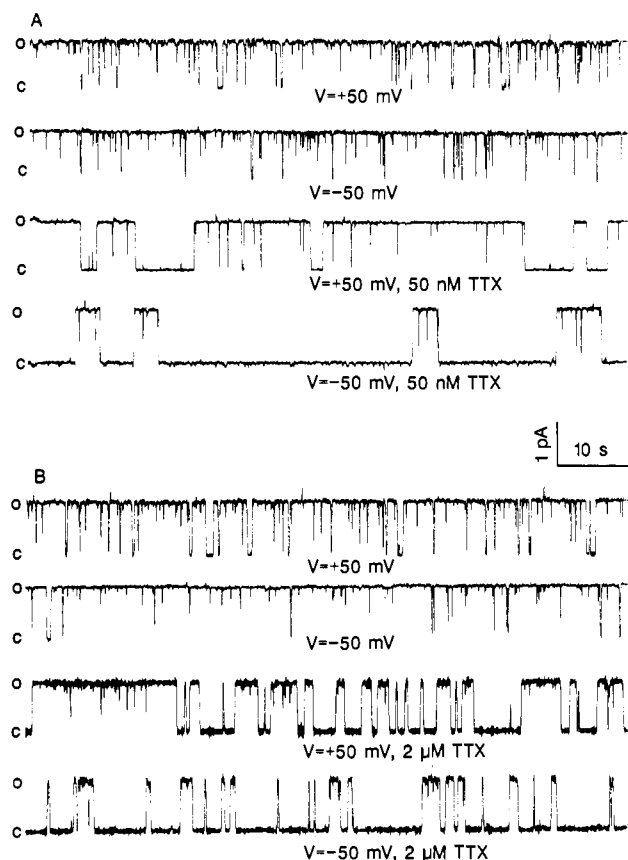 A
O
C
V=+50 mV
O
C
V=−50 mV
O
C
V=+50 mV, 50 nM TTX
O
C
V=−50 mV, 50 nM TTX
1 pA
10 s
B
O
C
V=+50 mV
O
C
V=−50 mV
O
C
V=+50 mV, 2 µM TTX
O
C
V=−50 mV, 2 µM TTX